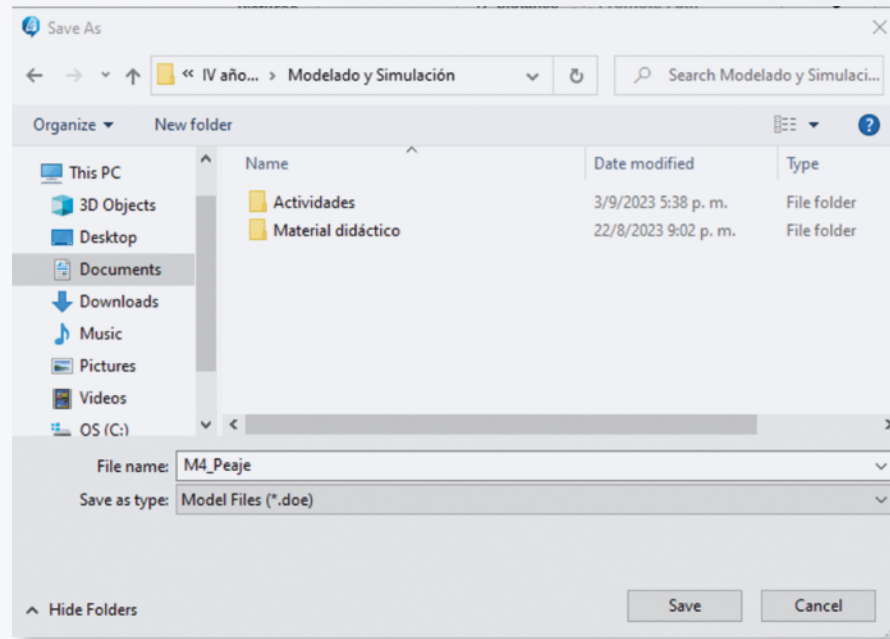 Save As
« IV año... > Modelado y Simulación
Search Modelado y Simulaci...
Organize
New folder
?
Name
Date modified
Type
This PC
3D Objects
Desktop
Documents
Downloads
Music
Pictures
Videos
OS (C:)
Actividades 3/9/2023 5:38 p. m. File folder
Material didáctico 22/8/2023 9:02 p. m. File folder
File name: M4_Peaje
Save as type: Model Files (*.doe)
Hide Folders
Save
Cancel